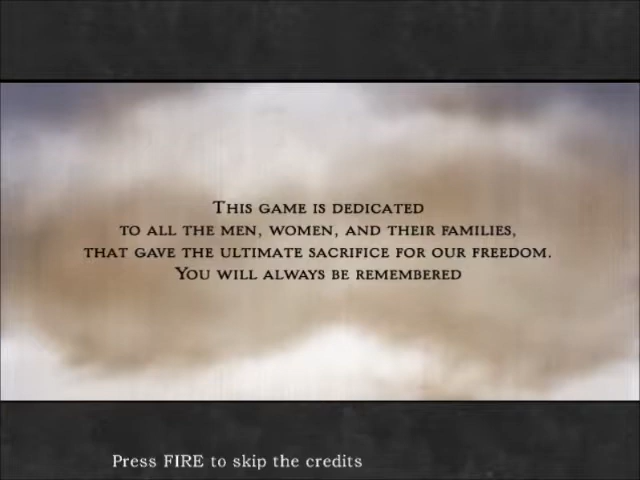 This game is dedicated
to all the men, women, and their families,
that gave the ultimate sacrifice for our freedom.
You will always be remembered
Press FIRE to skip the credits